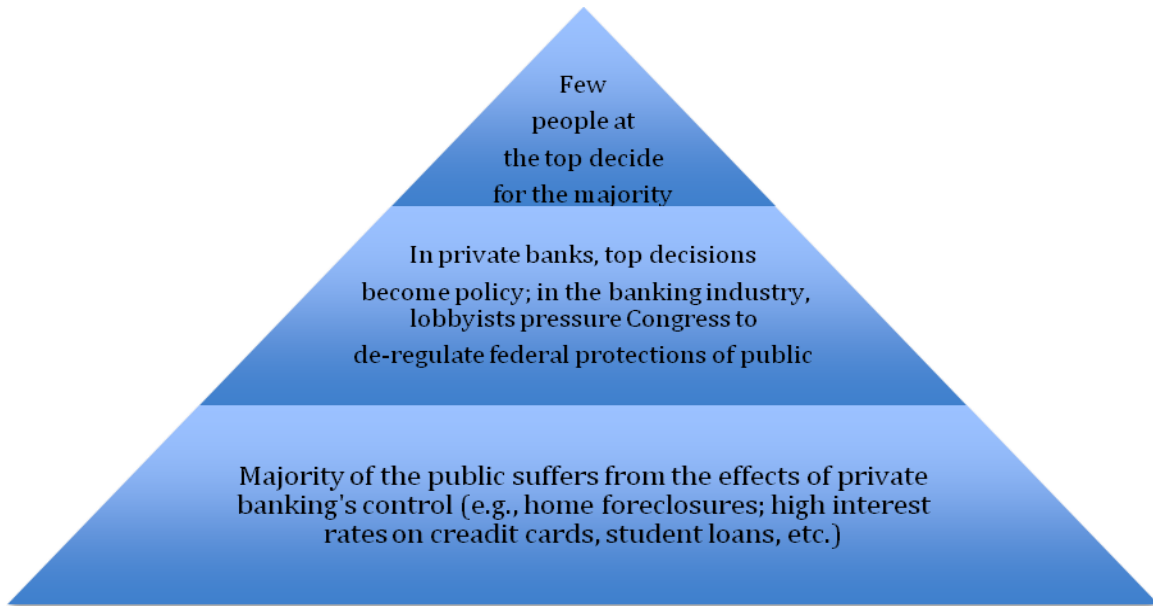 Few
people at
the top decide
for the majority
In private banks, top decisions
become policy; in the banking industry,
lobbyists pressure Congress to
de-regulate federal protections of public
Majority of the public suffers from the effects of private
banking's control (e.g., home foreclosures; high interest
rates on creadit cards, student loans, etc.)